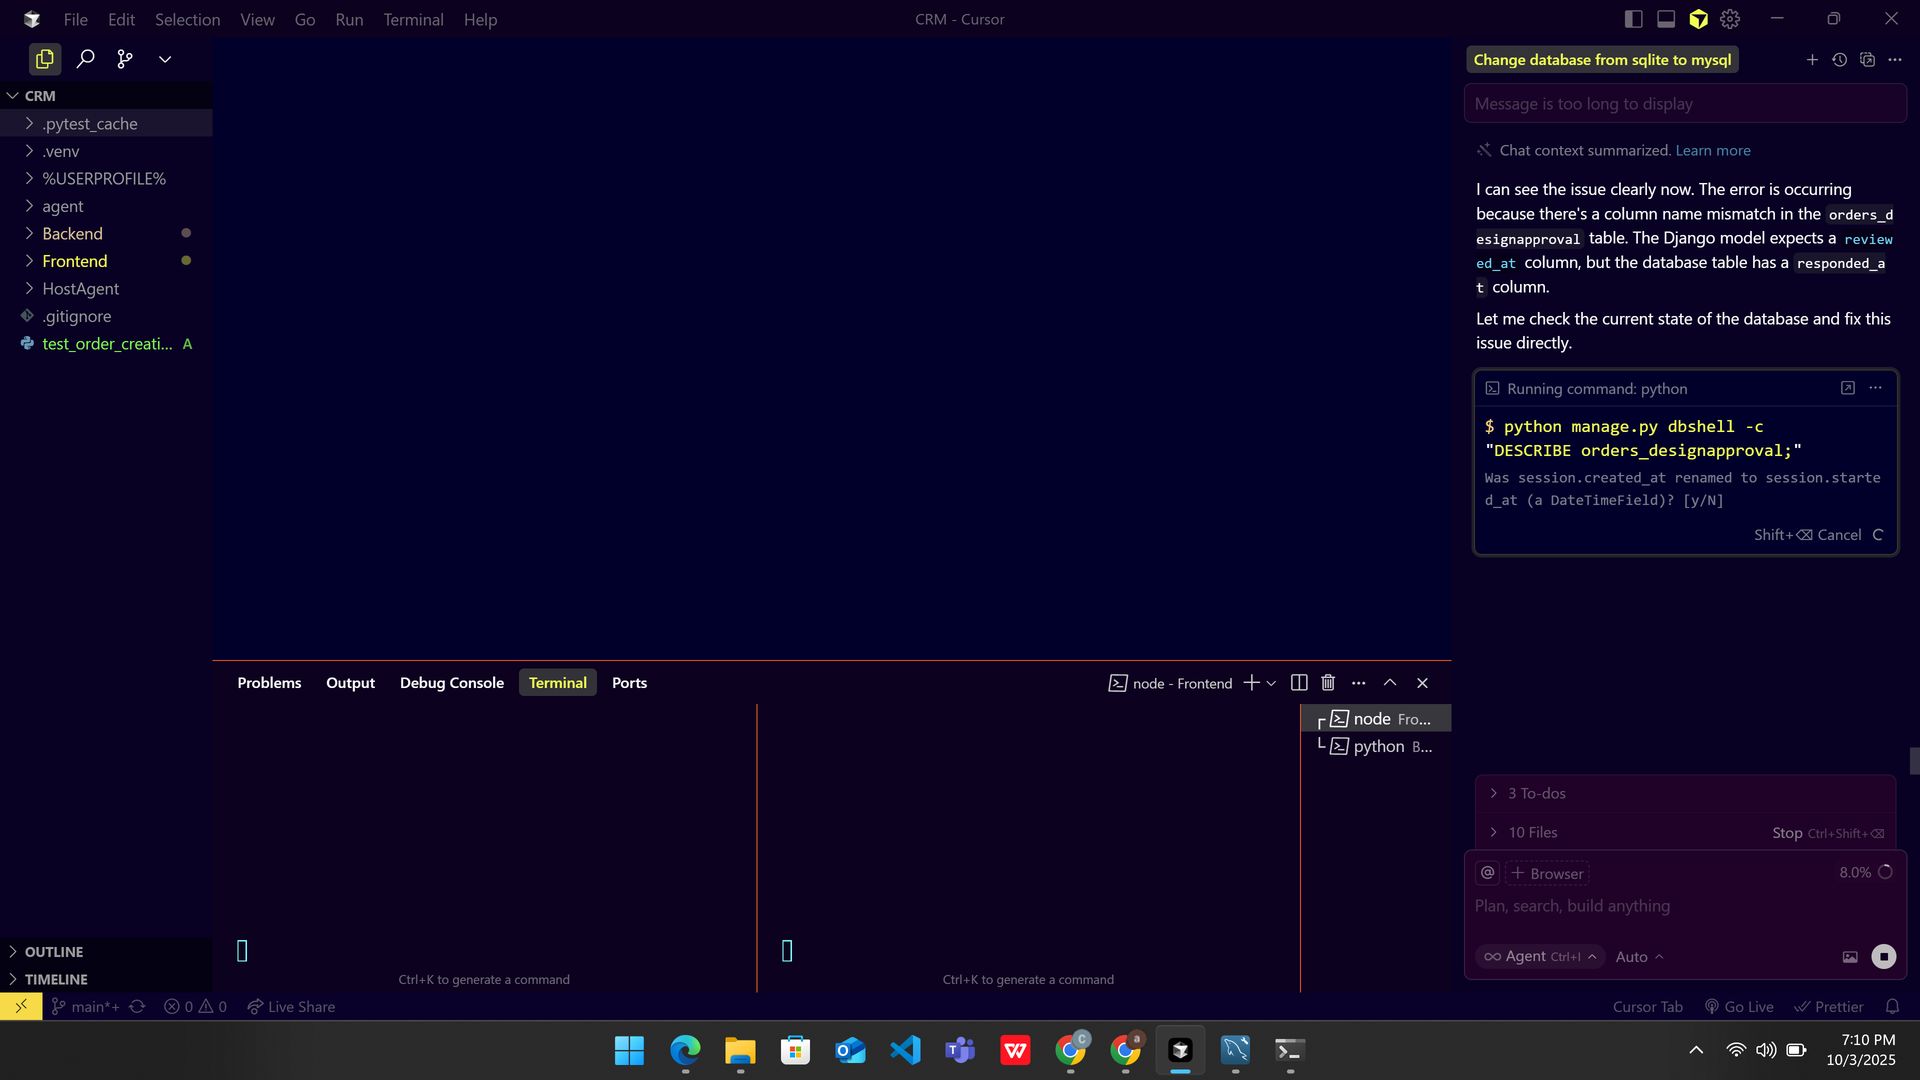 File Edit Selection View Go Run Terminal Help
CRM - Cursor
CRM
.pytest_cache
.venv
%USERPROFILE%
agent
Backend
Frontend
HostAgent
.gitignore
test_order_creati... A
OUTLINE
TIMELINE
Change database from sqlite to mysql
Message is too long to display
Chat context summarized. Learn more
I can see the issue clearly now. The error is occurring
because there's a column name mismatch in the orders_d
esignapproval table. The Django model expects a review
ed_at column, but the database table has a responded_a
t column.
Let me check the current state of the database and fix this
issue directly.
Running command: python
$ python manage.py dbshell -c
"DESCRIBE orders_designapproval;"
Was session.created_at renamed to session.starte
d_at (a DateTimeField)? [y/N]
Shift+⌫ Cancel
3 To-dos
10 Files Stop Ctrl+Shift+⌫
@ + Browser 8.0%
Plan, search, build anything
Agent Ctrl+I Auto
Problems Output Debug Console Terminal Ports
node - Frontend
node Fro...
python B...
Ctrl+K to generate a command
Ctrl+K to generate a command
main*+ 0 0 Live Share
Cursor Tab Go Live Prettier
7:10 PM
10/3/2025